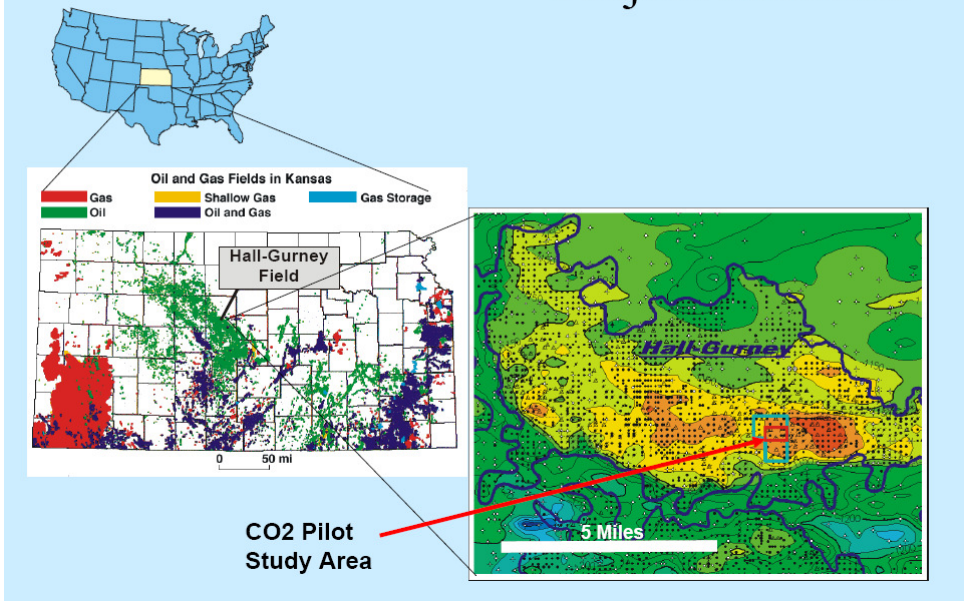 Oil and Gas Fields in Kansas
Gas
Shallow Gas
Gas Storage
Oil
Oil and Gas
Hall-Gurney
Field
Hall-Gurney
0 50 mi
CO2 Pilot
Study Area
5 Miles